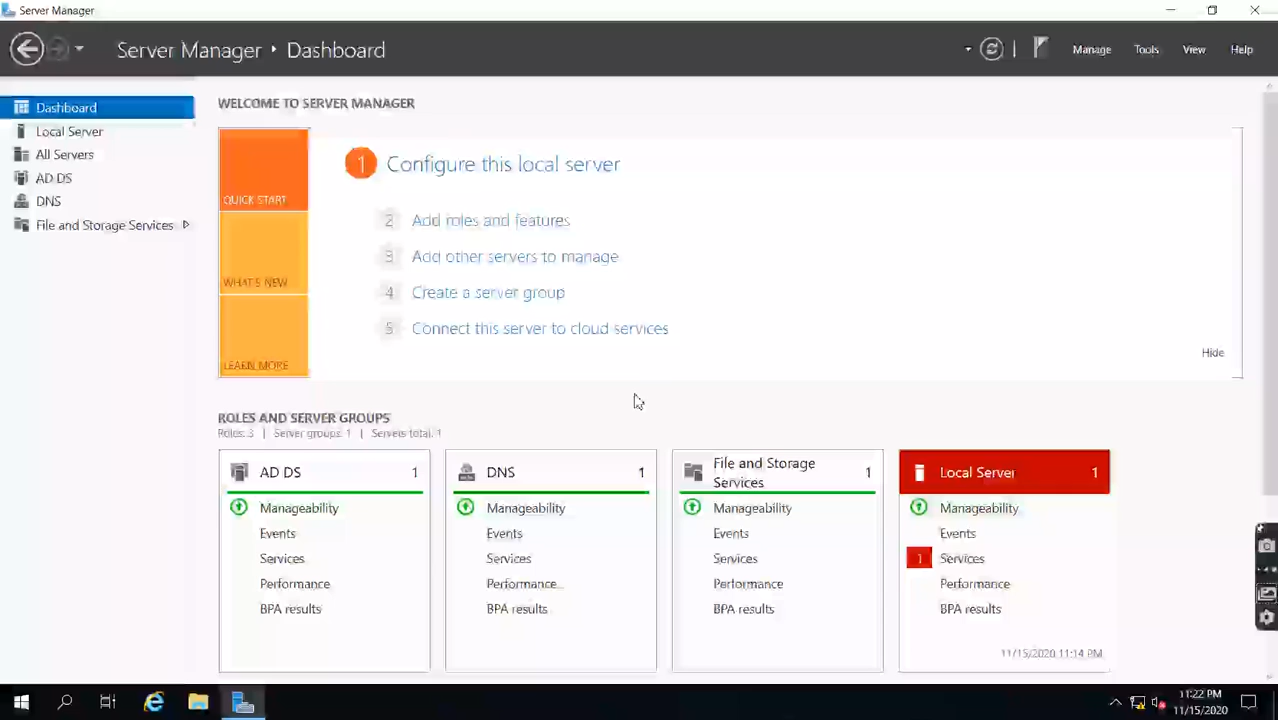 Server Manager
Server Manager • Dashboard
Manage
Tools
View
Help
Dashboard
Local Server
All Servers
AD DS
DNS
File and Storage Services
WELCOME TO SERVER MANAGER
QUICK START
WHAT'S NEW
LEARN MORE
1 Configure this local server
2 Add roles and features
3 Add other servers to manage
4 Create a server group
5 Connect this server to cloud services
Hide
ROLES AND SERVER GROUPS
Roles: 3 | Server groups: 1 | Servers total: 1
AD DS 1
Manageability
Events
Services
Performance
BPA results
DNS 1
Manageability
Events
Services
Performance
BPA results
File and Storage
Services 1
Manageability
Events
Services
Performance
BPA results
Local Server 1
Manageability
Events
1 Services
Performance
BPA results
11/15/2020 11:14 PM
11:22 PM
11/15/2020